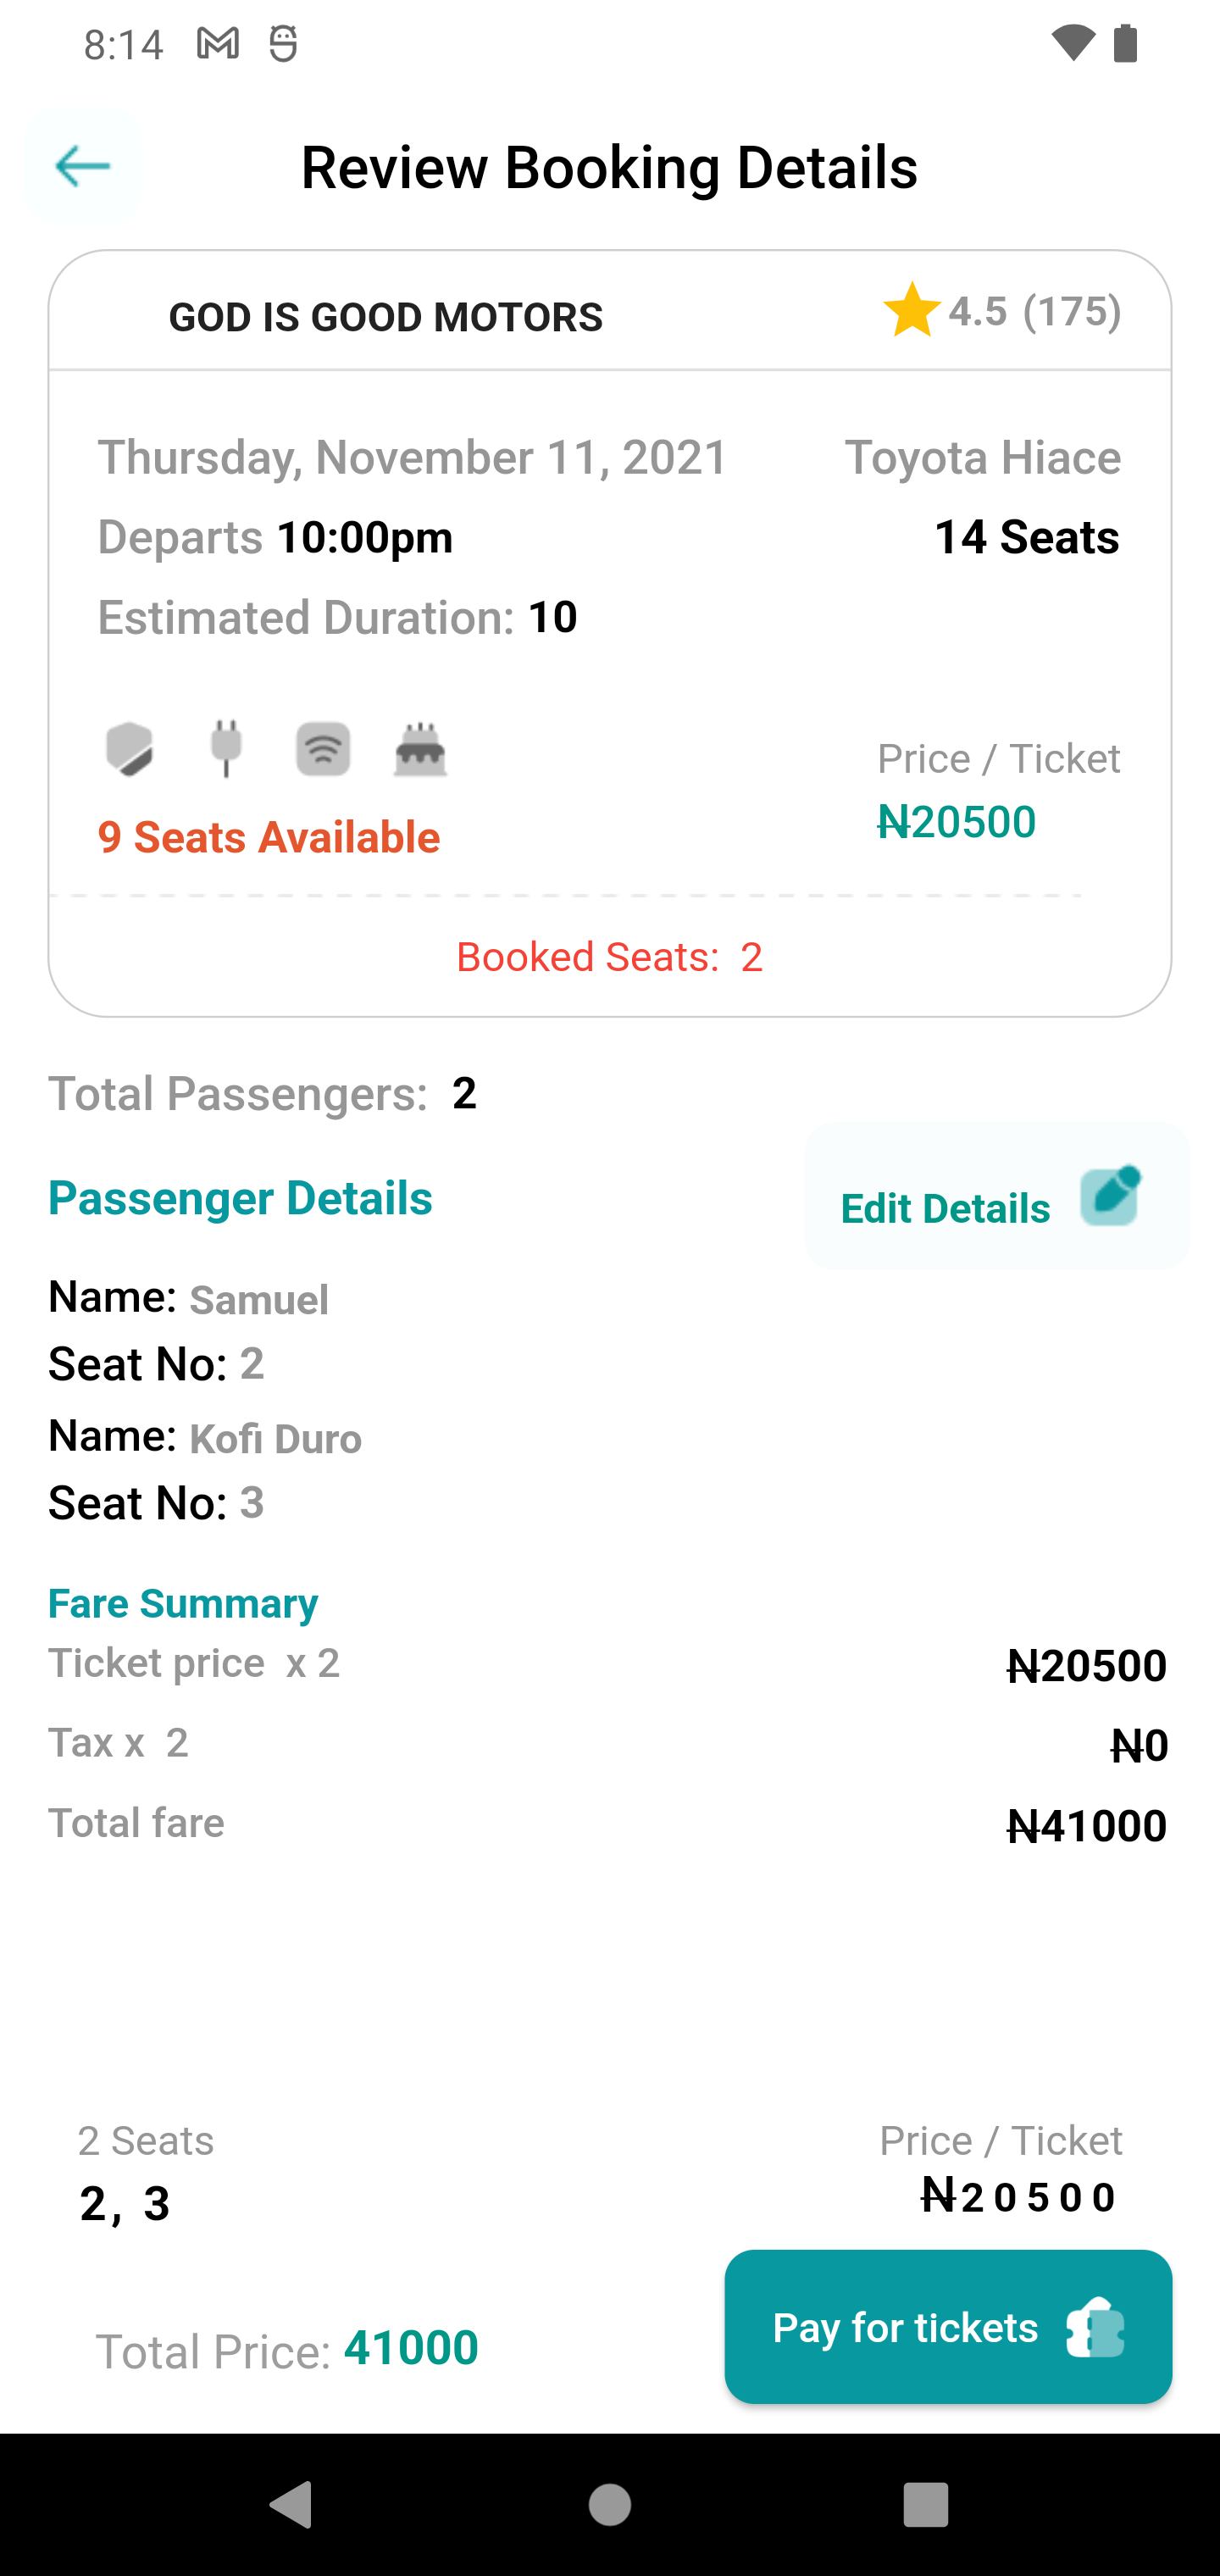 8:14
Review Booking Details
GOD IS GOOD MOTORS 4.5 (175)
Thursday, November 11, 2021 Toyota Hiace
Departs 10:00pm 14 Seats
Estimated Duration: 10
Price / Ticket
₦20500
9 Seats Available
Booked Seats: 2
Total Passengers: 2
Passenger Details Edit Details
Name: Samuel
Seat No: 2
Name: Kofi Duro
Seat No: 3
Fare Summary
Ticket price x 2 ₦20500
Tax x 2 ₦0
Total fare ₦41000
2 Seats Price / Ticket
2, 3 ₦20500
Total Price: 41000 Pay for tickets